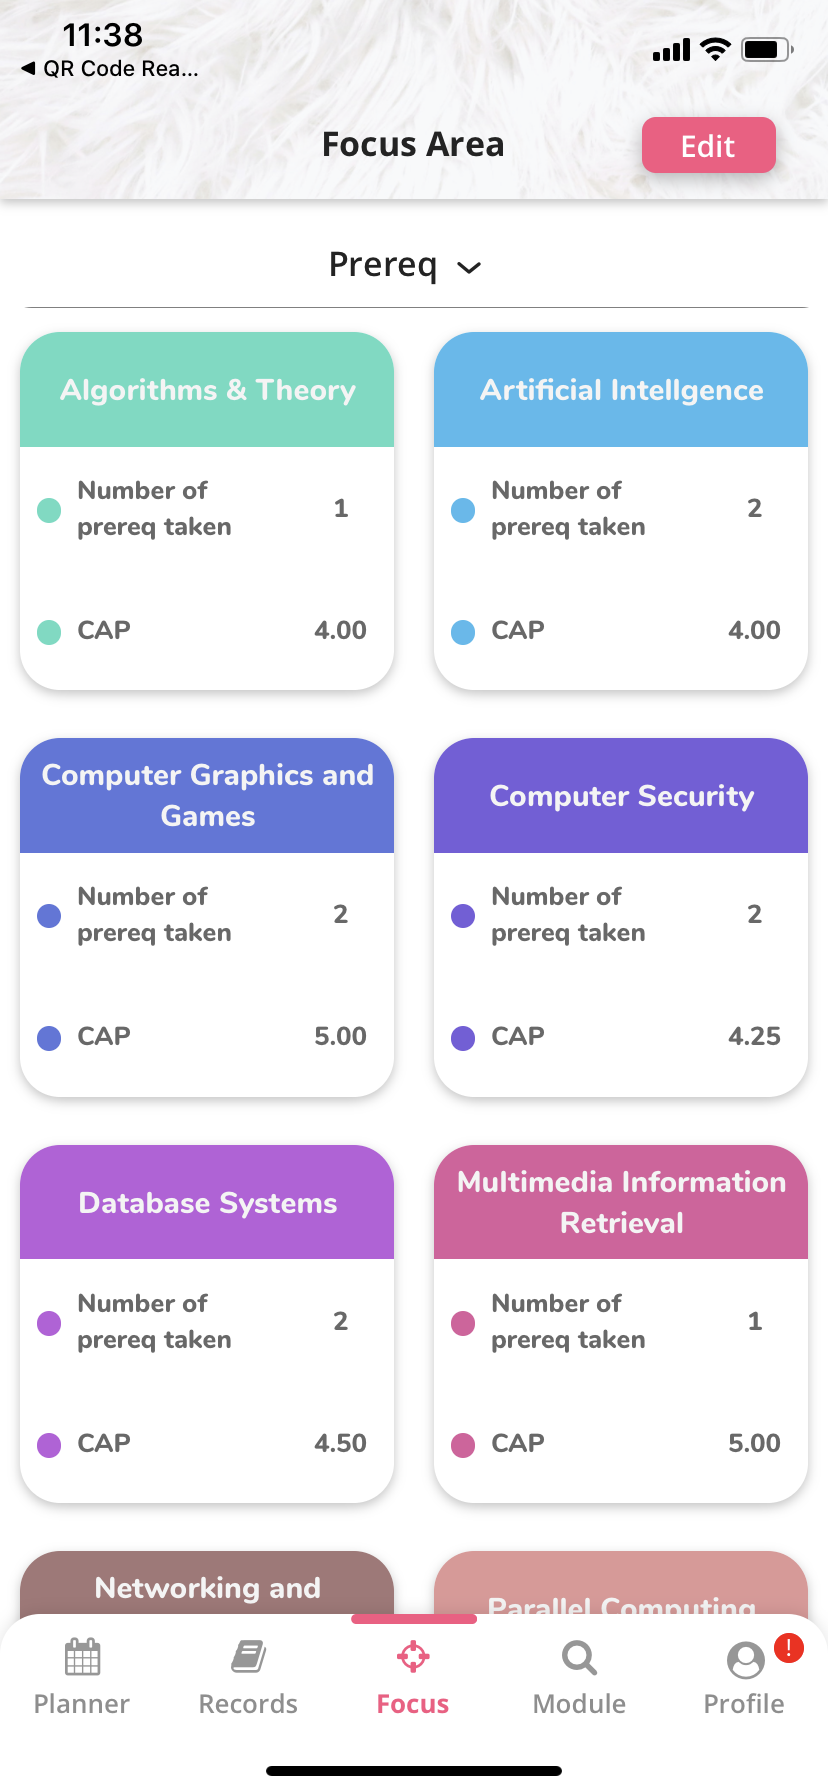 11:38
◀ QR Code Rea...
Focus Area
Edit
Prereq
Algorithms & Theory
Number of
prereq taken
1
CAP
4.00
Artificial Intellgence
Number of
prereq taken
2
CAP
4.00
Computer Graphics and
Games
Number of
prereq taken
2
CAP
5.00
Computer Security
Number of
prereq taken
2
CAP
4.25
Database Systems
Number of
prereq taken
2
CAP
4.50
Multimedia Information
Retrieval
Number of
prereq taken
1
CAP
5.00
Networking and
Parallel Computing
Planner
Records
Focus
Module
!
Profile